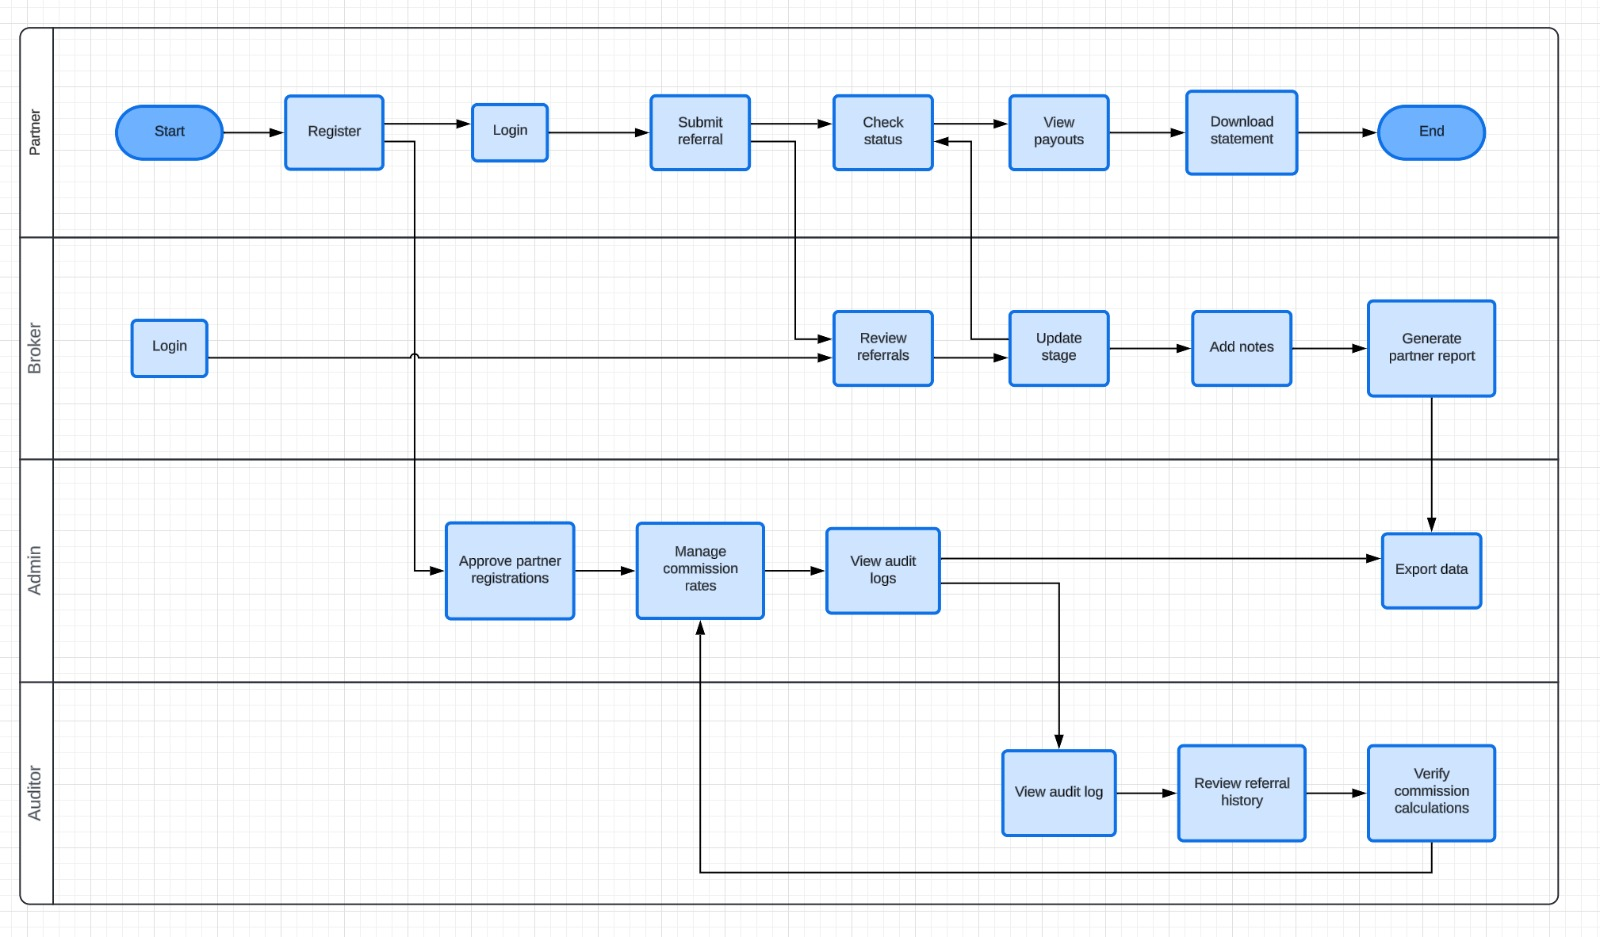 Partner
Start
Register
Login
Submit
referral
Check
status
View
payouts
Download
statement
End
Broker
Login
Review
referrals
Update
stage
Add notes
Generate
partner report
Admin
Approve partner
registrations
Manage
commission
rates
View audit
logs
Export data
Auditor
View audit log
Review referral
history
Verify
commission
calculations